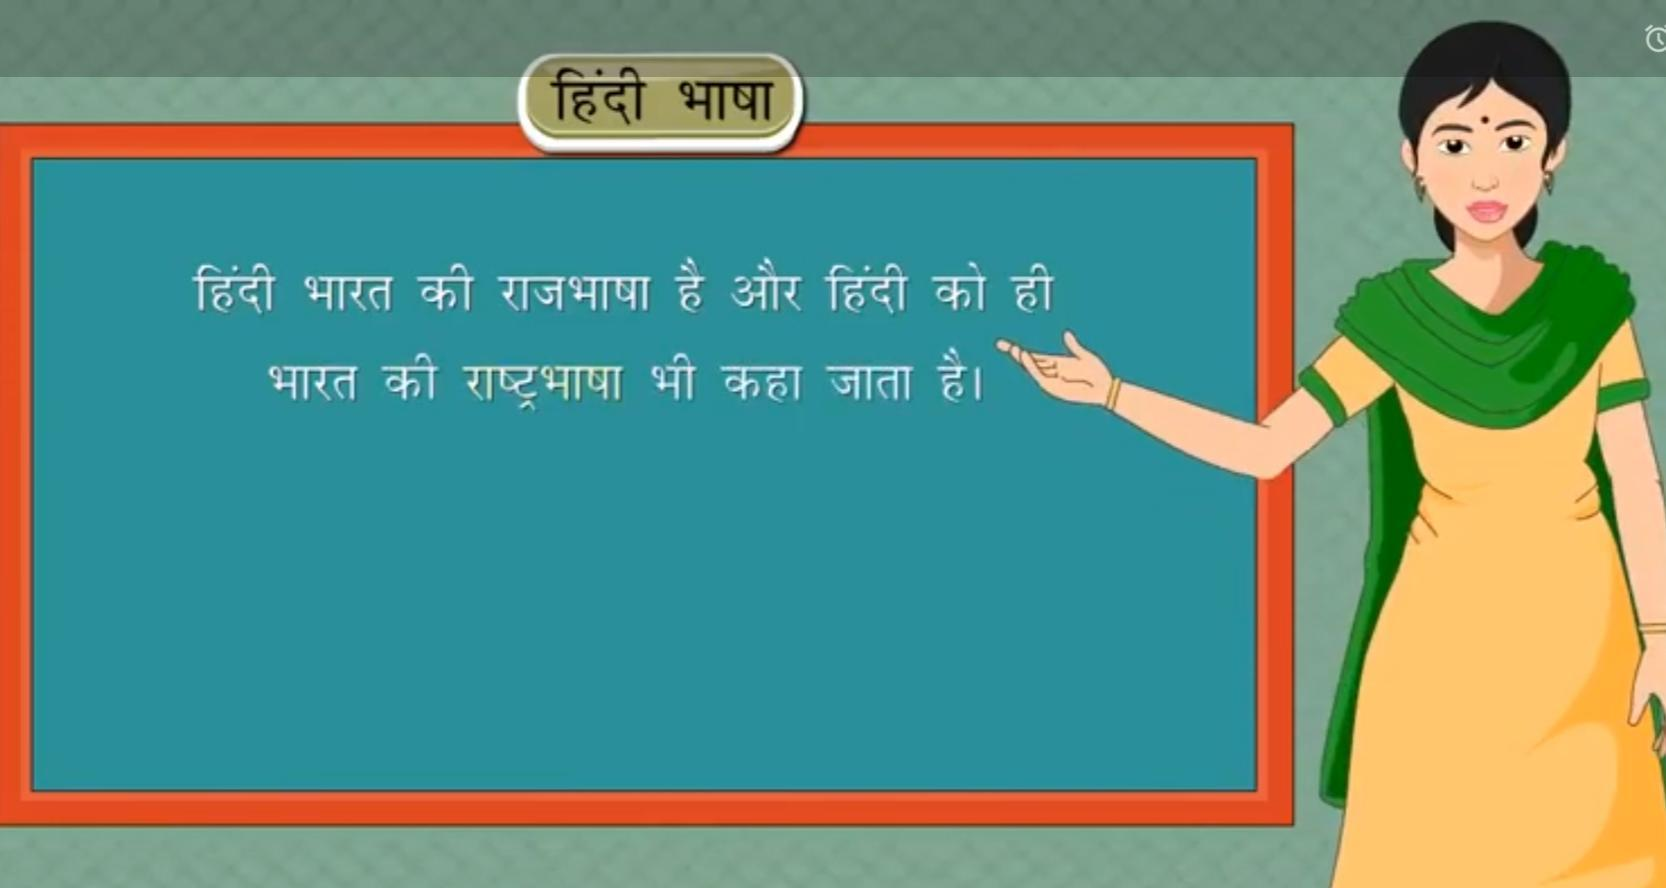 हिंदी भाषा
हिंदी भारत की राजभाषा है और हिंदी को ही
भारत की राष्ट्रभाषा भी कहा जाता है।